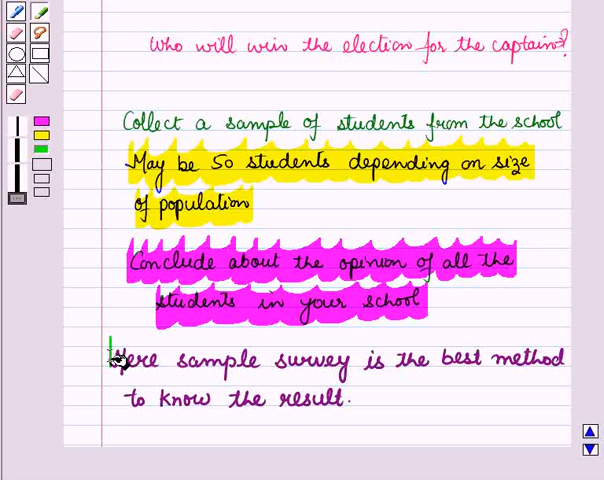 Who will win the election for the captain?
Collect a sample of students from the school
May be 50 students depending on size
of population
Conclude about the opinion of all the
students in your school
Here sample survey is the best method
to know the result.